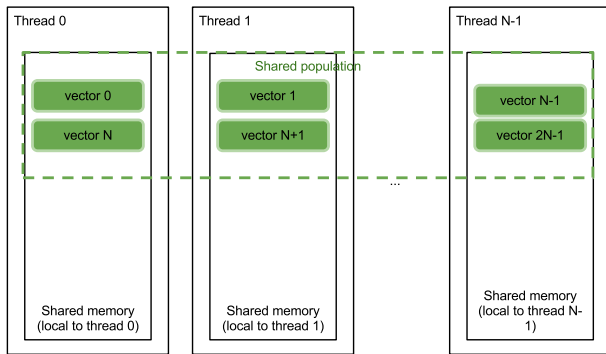 Thread 0
Thread 1
Thread N-1
Shared population
vector 0
vector 1
vector N-1
vector N
vector N+1
vector 2N-1
...
Shared memory
(local to thread 0)
Shared memory
(local to thread 1)
Shared memory
(local to thread N-
1)